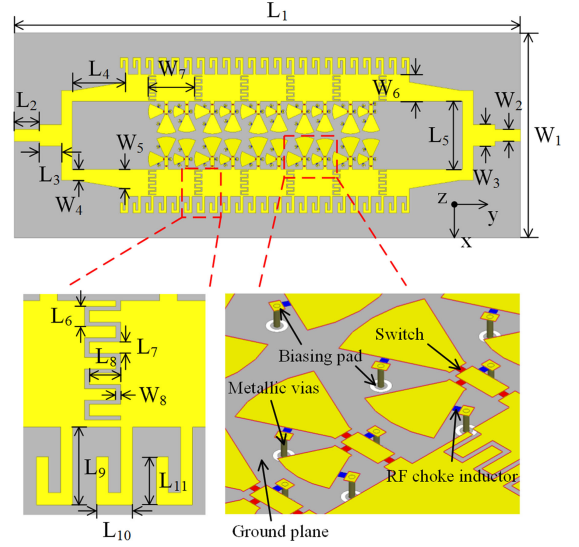 L1
L4
W7
L2
W6
W2
W5
L5
W1
L3
W3
W4
z
y
x
L6
L7
Switch
L8
Biasing pad
W8
Metallic vias
L9
L11
RF choke inductor
L10
Ground plane